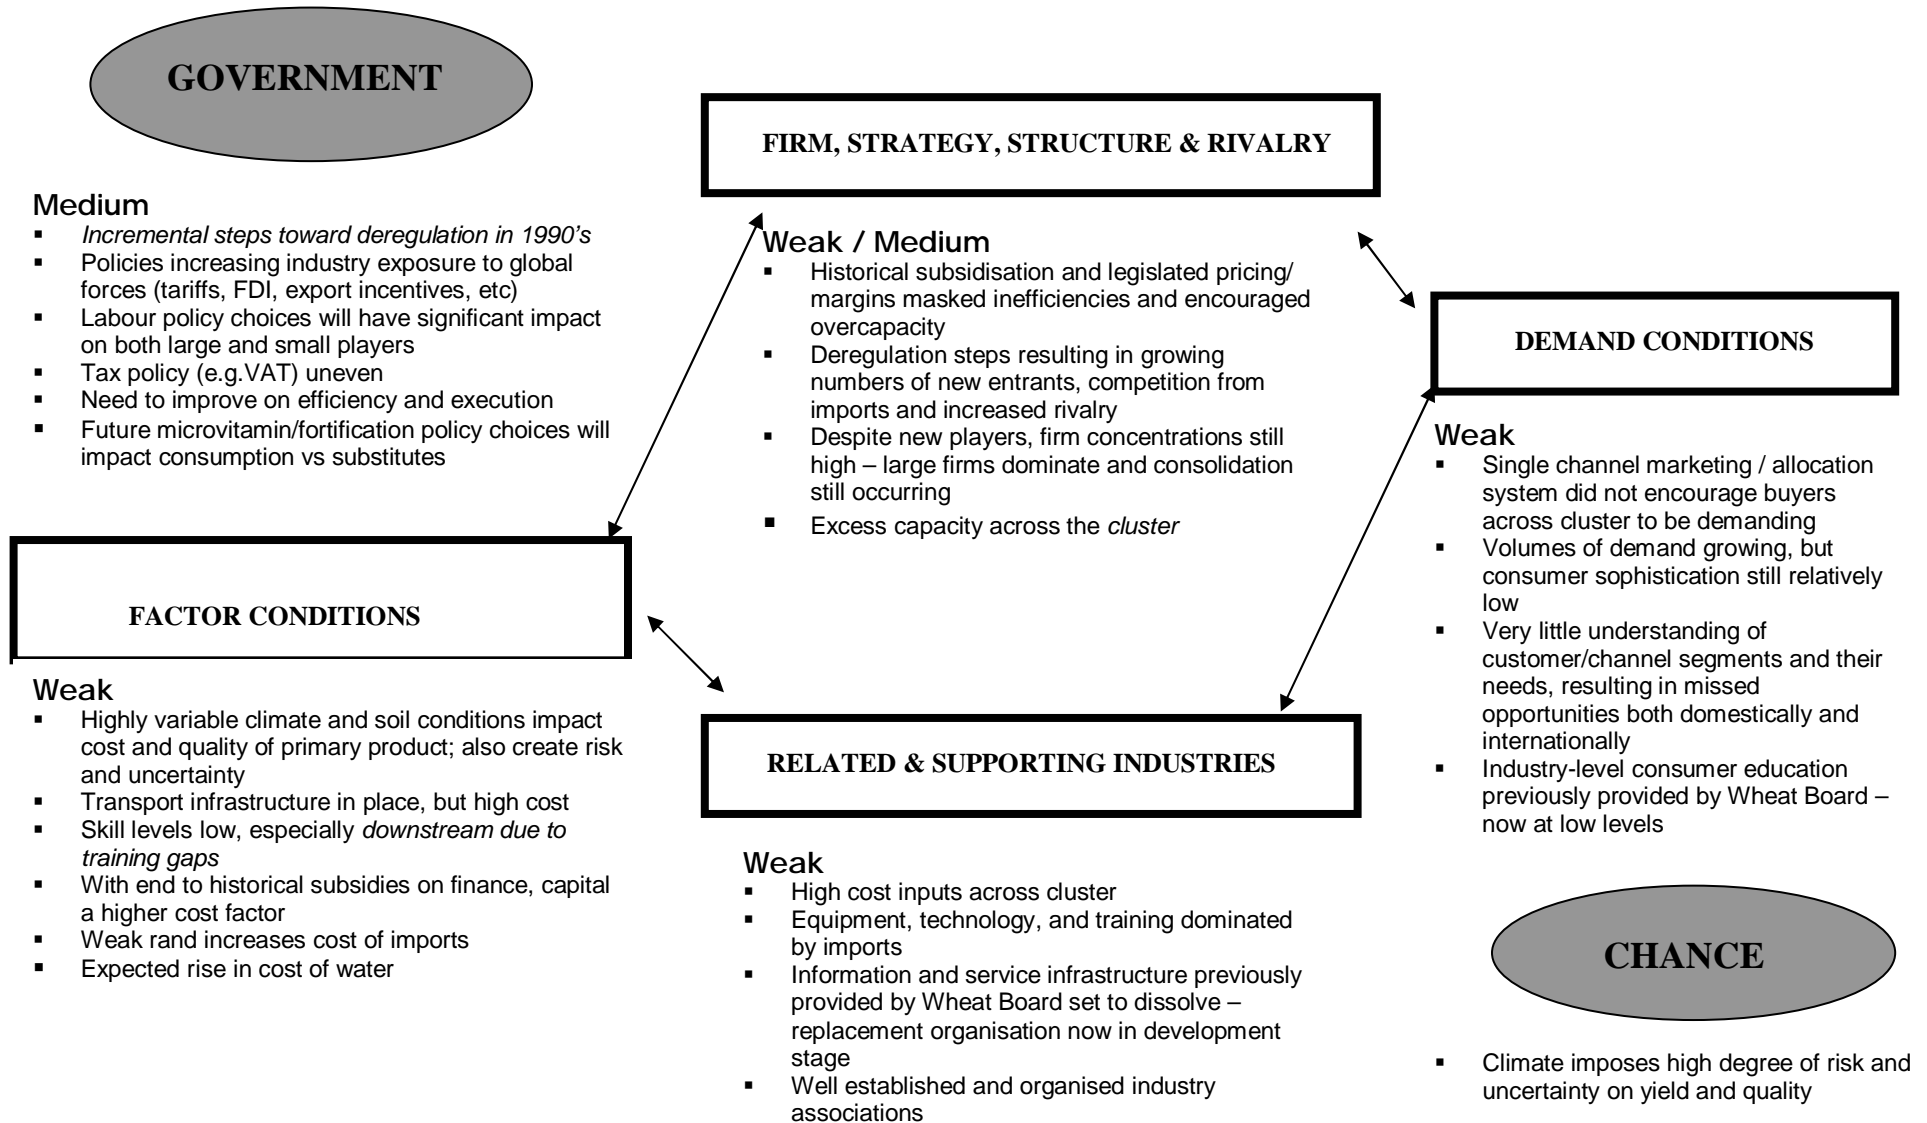 GOVERNMENT
Medium
▪ Incremental steps toward deregulation in 1990's
▪ Policies increasing industry exposure to global
forces (tariffs, FDI, export incentives, etc)
▪ Labour policy choices will have significant impact
on both large and small players
▪ Tax policy (e.g.VAT) uneven
▪ Need to improve on efficiency and execution
▪ Future microvitamin/fortification policy choices will
impact consumption vs substitutes
FIRM, STRATEGY, STRUCTURE & RIVALRY
Weak / Medium
▪ Historical subsidisation and legislated pricing/
margins masked inefficiencies and encouraged
overcapacity
▪ Deregulation steps resulting in growing
numbers of new entrants, competition from
imports and increased rivalry
▪ Despite new players, firm concentrations still
high – large firms dominate and consolidation
still occurring
▪ Excess capacity across the cluster
DEMAND CONDITIONS
Weak
▪ Single channel marketing / allocation
system did not encourage buyers
across cluster to be demanding
▪ Volumes of demand growing, but
consumer sophistication still relatively
low
▪ Very little understanding of
customer/channel segments and their
needs, resulting in missed
opportunities both domestically and
internationally
▪ Industry-level consumer education
previously provided by Wheat Board –
now at low levels
FACTOR CONDITIONS
Weak
▪ Highly variable climate and soil conditions impact
cost and quality of primary product; also create risk
and uncertainty
▪ Transport infrastructure in place, but high cost
▪ Skill levels low, especially downstream due to
training gaps
▪ With end to historical subsidies on finance, capital
a higher cost factor
▪ Weak rand increases cost of imports
▪ Expected rise in cost of water
RELATED & SUPPORTING INDUSTRIES
Weak
▪ High cost inputs across cluster
▪ Equipment, technology, and training dominated
by imports
▪ Information and service infrastructure previously
provided by Wheat Board set to dissolve –
replacement organisation now in development
stage
▪ Well established and organised industry
associations
CHANCE
▪ Climate imposes high degree of risk and
uncertainty on yield and quality